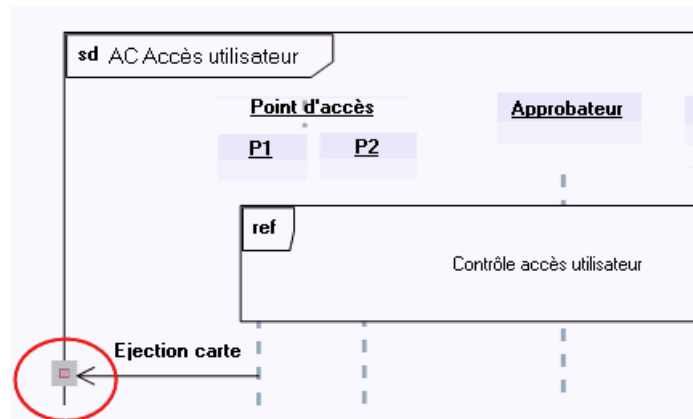 sd AC Accès utilisateur
Point d'accès
Approbateur
P1
P2
ref
Contrôle accès utilisateur
Ejection carte